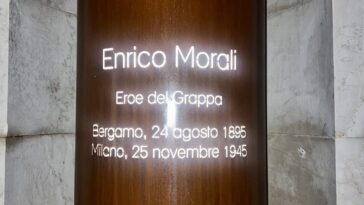 Enrico Morali
Eroe del Grappa
Bergamo, 24 agosto 1895
Milano, 25 novembre 1945